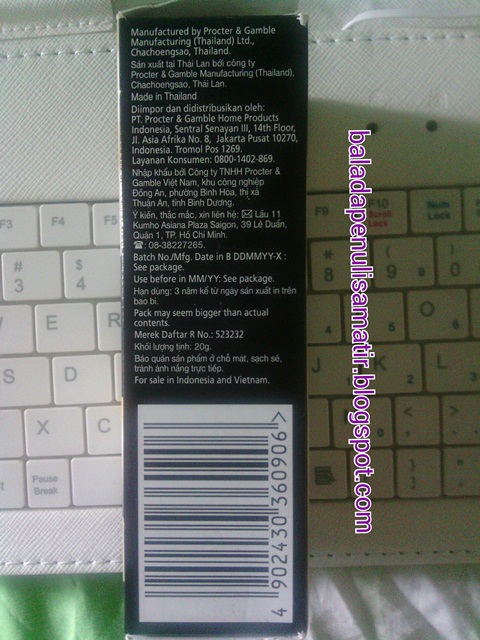 Manufactured by Procter & Gamble
Manufacturing (Thailand) Ltd.,
Chachoengsao, Thailand.
Sản xuất tại Thái Lan bởi công ty
Procter & Gamble Manufacturing (Thailand),
Chachoengsao, Thái Lan.
Made in Thailand
Diimpor dan didistribusikan oleh:
PT. Procter & Gamble Home Products
Indonesia, Sentral Senayan III, 14th Floor,
Jl. Asia Afrika No. 8, Jakarta Pusat 10270,
Indonesia. Tromol Pos 1269.
Layanan Konsumen: 0800-1402-869.
Nhập khẩu bởi Công ty TNHH Procter &
Gamble Việt Nam, khu công nghiệp
Đồng An, phường Bình Hòa, thị xã
Thuận An, tỉnh Bình Dương.
Ý kiến, thắc mắc, xin liên hệ: Lầu 11
Kumho Asiana Plaza Saigon, 39 Lê Duẩn,
Quận 1, TP. Hồ Chí Minh.
: 08-38227265.
Batch No./Mfg. Date in B DDMMYY-X :
See package.
Use before in MM/YY: See package.
Hạn dùng: 3 năm kể từ ngày sản xuất in trên
bao bì.
Pack may seem bigger than actual
contents.
Merek Daftar R No.: 523232
Khối lượng tịnh: 20g.
Bảo quản sản phẩm ở chỗ mát, sạch sẽ,
tránh ánh nắng trực tiếp.
For sale in Indonesia and Vietnam.
4 902430 360906 >
baladapenulisamatir.blogspot.com
F3 F4 F5
# 3
$ 4
W E R
S D
X C
Pause Break
F9 F10 Scroll Lock Num Lock
* 8
( 9
) 0
I O
J K L
< >